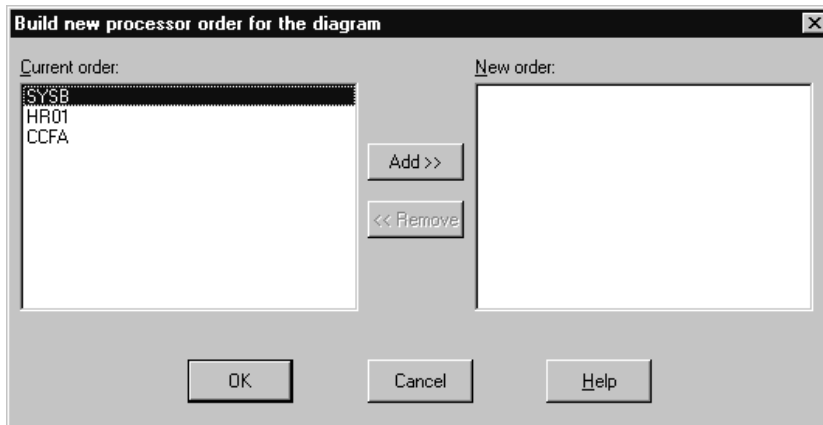 Build new processor order for the diagram
Current order:
New order:
SYSB
HR01
CCFA
Add >>
<< Remove
OK
Cancel
Help